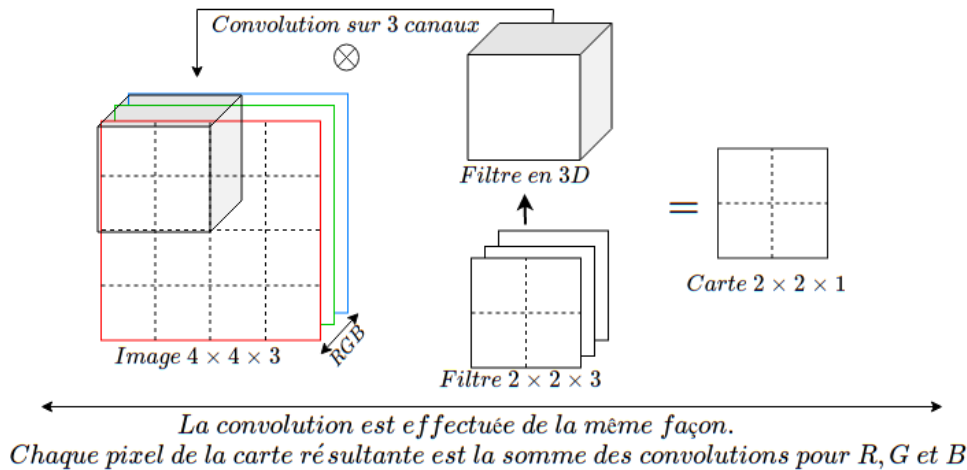 Convolution sur 3 canaux
Filtre en 3D
=
Carte 2 × 2 × 1
RGB
Image 4 × 4 × 3
Filtre 2 × 2 × 3
La convolution est effectuée de la même façon.
Chaque pixel de la carte résultante est la somme des convolutions pour R, G et B